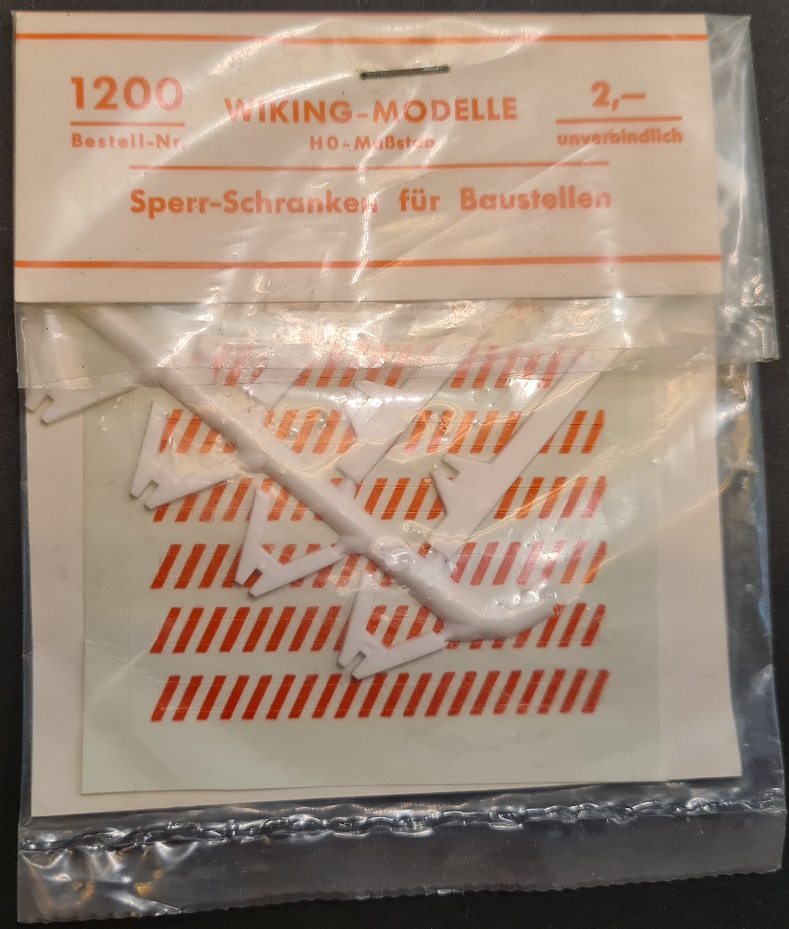 1200
Bestell-Nr.
WIKING-MODELLE
H0-Maßstab
2,–
unverbindlich
Sperr-Schranken für Baustellen